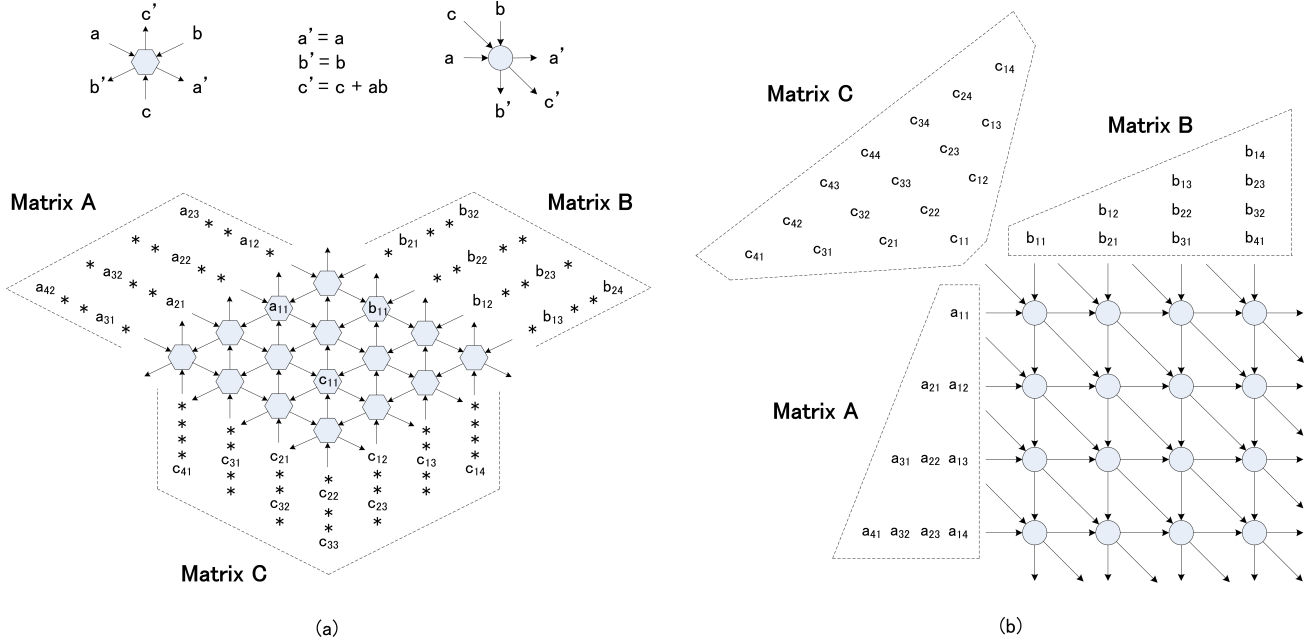 c'
a b
b' a'
c
a' = a
b' = b
c' = c + ab
c b
a a'
b' c'
Matrix A
a23 * * a12
* * a22 * *
* a32 * * a21
a42 * * a31 *
a11
Matrix B
* b21 * * b32
* b22 * *
b12 * * b23 *
* b13 * * b24
b11
c11
* * * * c41
* * c31 * *
c21 * * c32 *
* c22 * * c33
c12 * * c23 *
* * c13 * *
* * * * c14
Matrix C
(a)
Matrix C
c14
c24
c34 c13
c44 c23
c43 c33 c12
c42 c32 c22
c41 c31 c21 c11
Matrix B
b14
b13 b23
b12 b22 b32
b11 b21 b31 b41
Matrix A
a11
a21 a12
a31 a22 a13
a41 a32 a23 a14
(b)